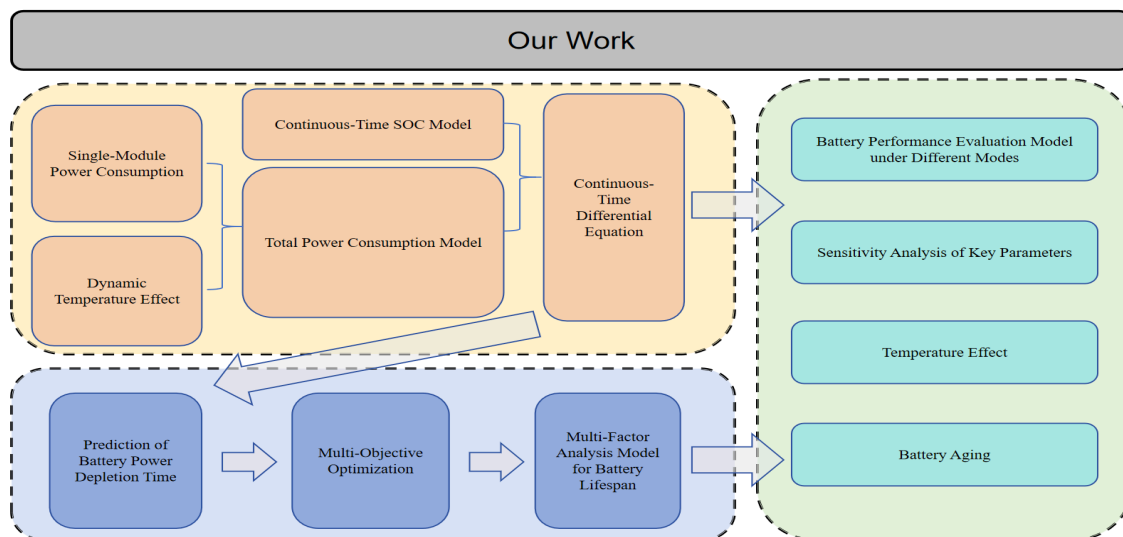 Our Work
Single-Module
Power Consumption
Dynamic
Temperature Effect
Continuous-Time SOC Model
Total Power Consumption Model
Continuous-
Time
Differential
Equation
Battery Performance Evaluation Model
under Different Modes
Sensitivity Analysis of Key Parameters
Temperature Effect
Battery Aging
Prediction of
Battery Power
Depletion Time
Multi-Objective
Optimization
Multi-Factor
Analysis Model
for Battery
Lifespan